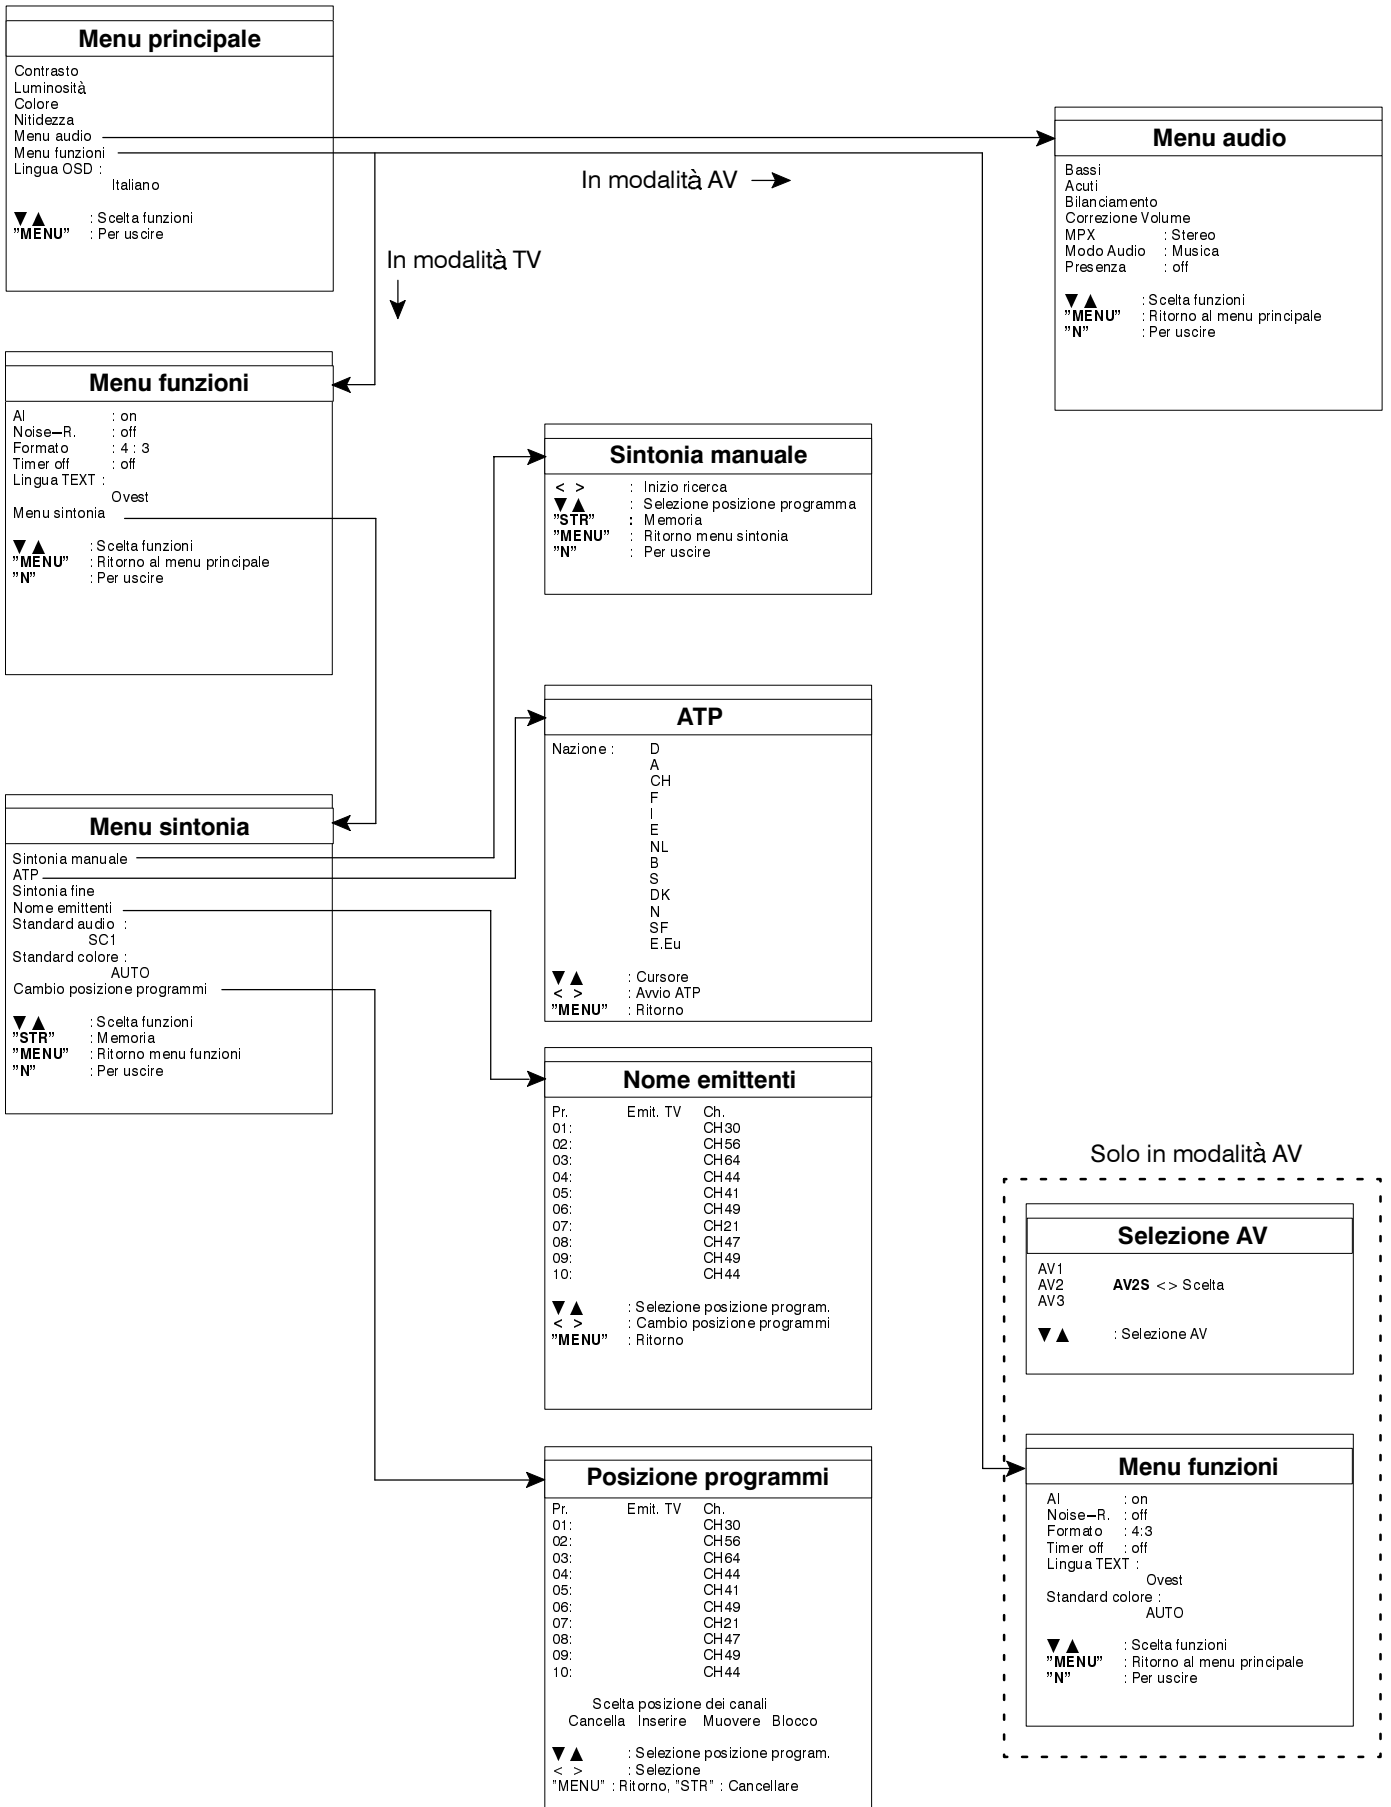 Menu principale
Contrasto
Luminosità
Colore
Nitidezza
Menu audio
Menu funzioni
Lingua OSD :
Italiano
▼ ▲ : Scelta funzioni
"MENU" : Per uscire
In modalità AV →
In modalità TV
↓
Menu audio
Bassi
Acuti
Bilanciamento
Correzione Volume
MPX : Stereo
Modo Audio : Musica
Presenza : off
▼ ▲ : Scelta funzioni
"MENU" : Ritorno al menu principale
"N" : Per uscire
Menu funzioni
AI : on
Noise–R. : off
Formato : 4 : 3
Timer off : off
Lingua TEXT :
Ovest
Menu sintonia
▼ ▲ : Scelta funzioni
"MENU" : Ritorno al menu principale
"N" : Per uscire
Sintonia manuale
< > : Inizio ricerca
▼ ▲ : Selezione posizione programma
"STR" : Memoria
"MENU" : Ritorno menu sintonia
"N" : Per uscire
ATP
Nazione : D
A
CH
F
I
E
NL
B
S
DK
N
SF
E.Eu
▼ ▲ : Cursore
< > : Avvio ATP
"MENU" : Ritorno
Menu sintonia
Sintonia manuale
ATP
Sintonia fine
Nome emittenti
Standard audio :
SC1
Standard colore :
AUTO
Cambio posizione programmi
▼ ▲ : Scelta funzioni
"STR" : Memoria
"MENU" : Ritorno menu funzioni
"N" : Per uscire
Nome emittenti
Pr. Emit. TV Ch.
01: CH30
02: CH56
03: CH64
04: CH44
05: CH41
06: CH49
07: CH21
08: CH47
09: CH49
10: CH44
▼ ▲ : Selezione posizione program.
< > : Cambio posizione programmi
"MENU" : Ritorno
Posizione programmi
Pr. Emit. TV Ch.
01: CH30
02: CH56
03: CH64
04: CH44
05: CH41
06: CH49
07: CH21
08: CH47
09: CH49
10: CH44
Scelta posizione dei canali
Cancella Inserire Muovere Blocco
▼ ▲ : Selezione posizione program.
< > : Selezione
"MENU" : Ritorno, "STR" : Cancellare
Solo in modalità AV
Selezione AV
AV1
AV2 AV2S <> Scelta
AV3
▼ ▲ : Selezione AV
Menu funzioni
AI : on
Noise–R. : off
Formato : 4:3
Timer off : off
Lingua TEXT :
Ovest
Standard colore :
AUTO
▼ ▲ : Scelta funzioni
"MENU" : Ritorno al menu principale
"N" : Per uscire